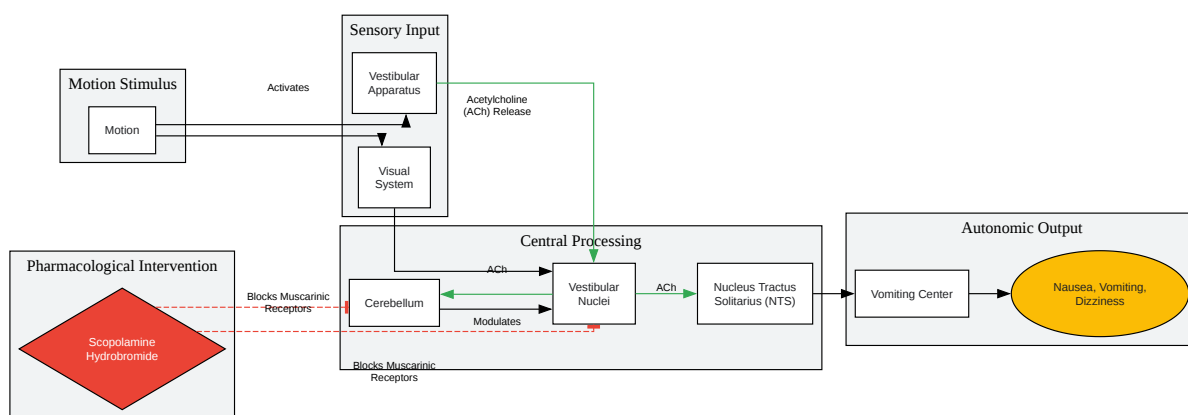 Sensory Input
Motion Stimulus
Vestibular
Apparatus
Activates
Acetylcholine
(ACh) Release
Motion
Visual
System
Central Processing
Autonomic Output
Pharmacological Intervention
ACh
Blocks Muscarinic
Receptors
Cerebellum
Vestibular
Nuclei
ACh
Nucleus Tractus
Solitarius (NTS)
Vomiting Center
Nausea, Vomiting,
Dizziness
Modulates
Scopolamine
Hydrobromide
Blocks Muscarinic
Receptors